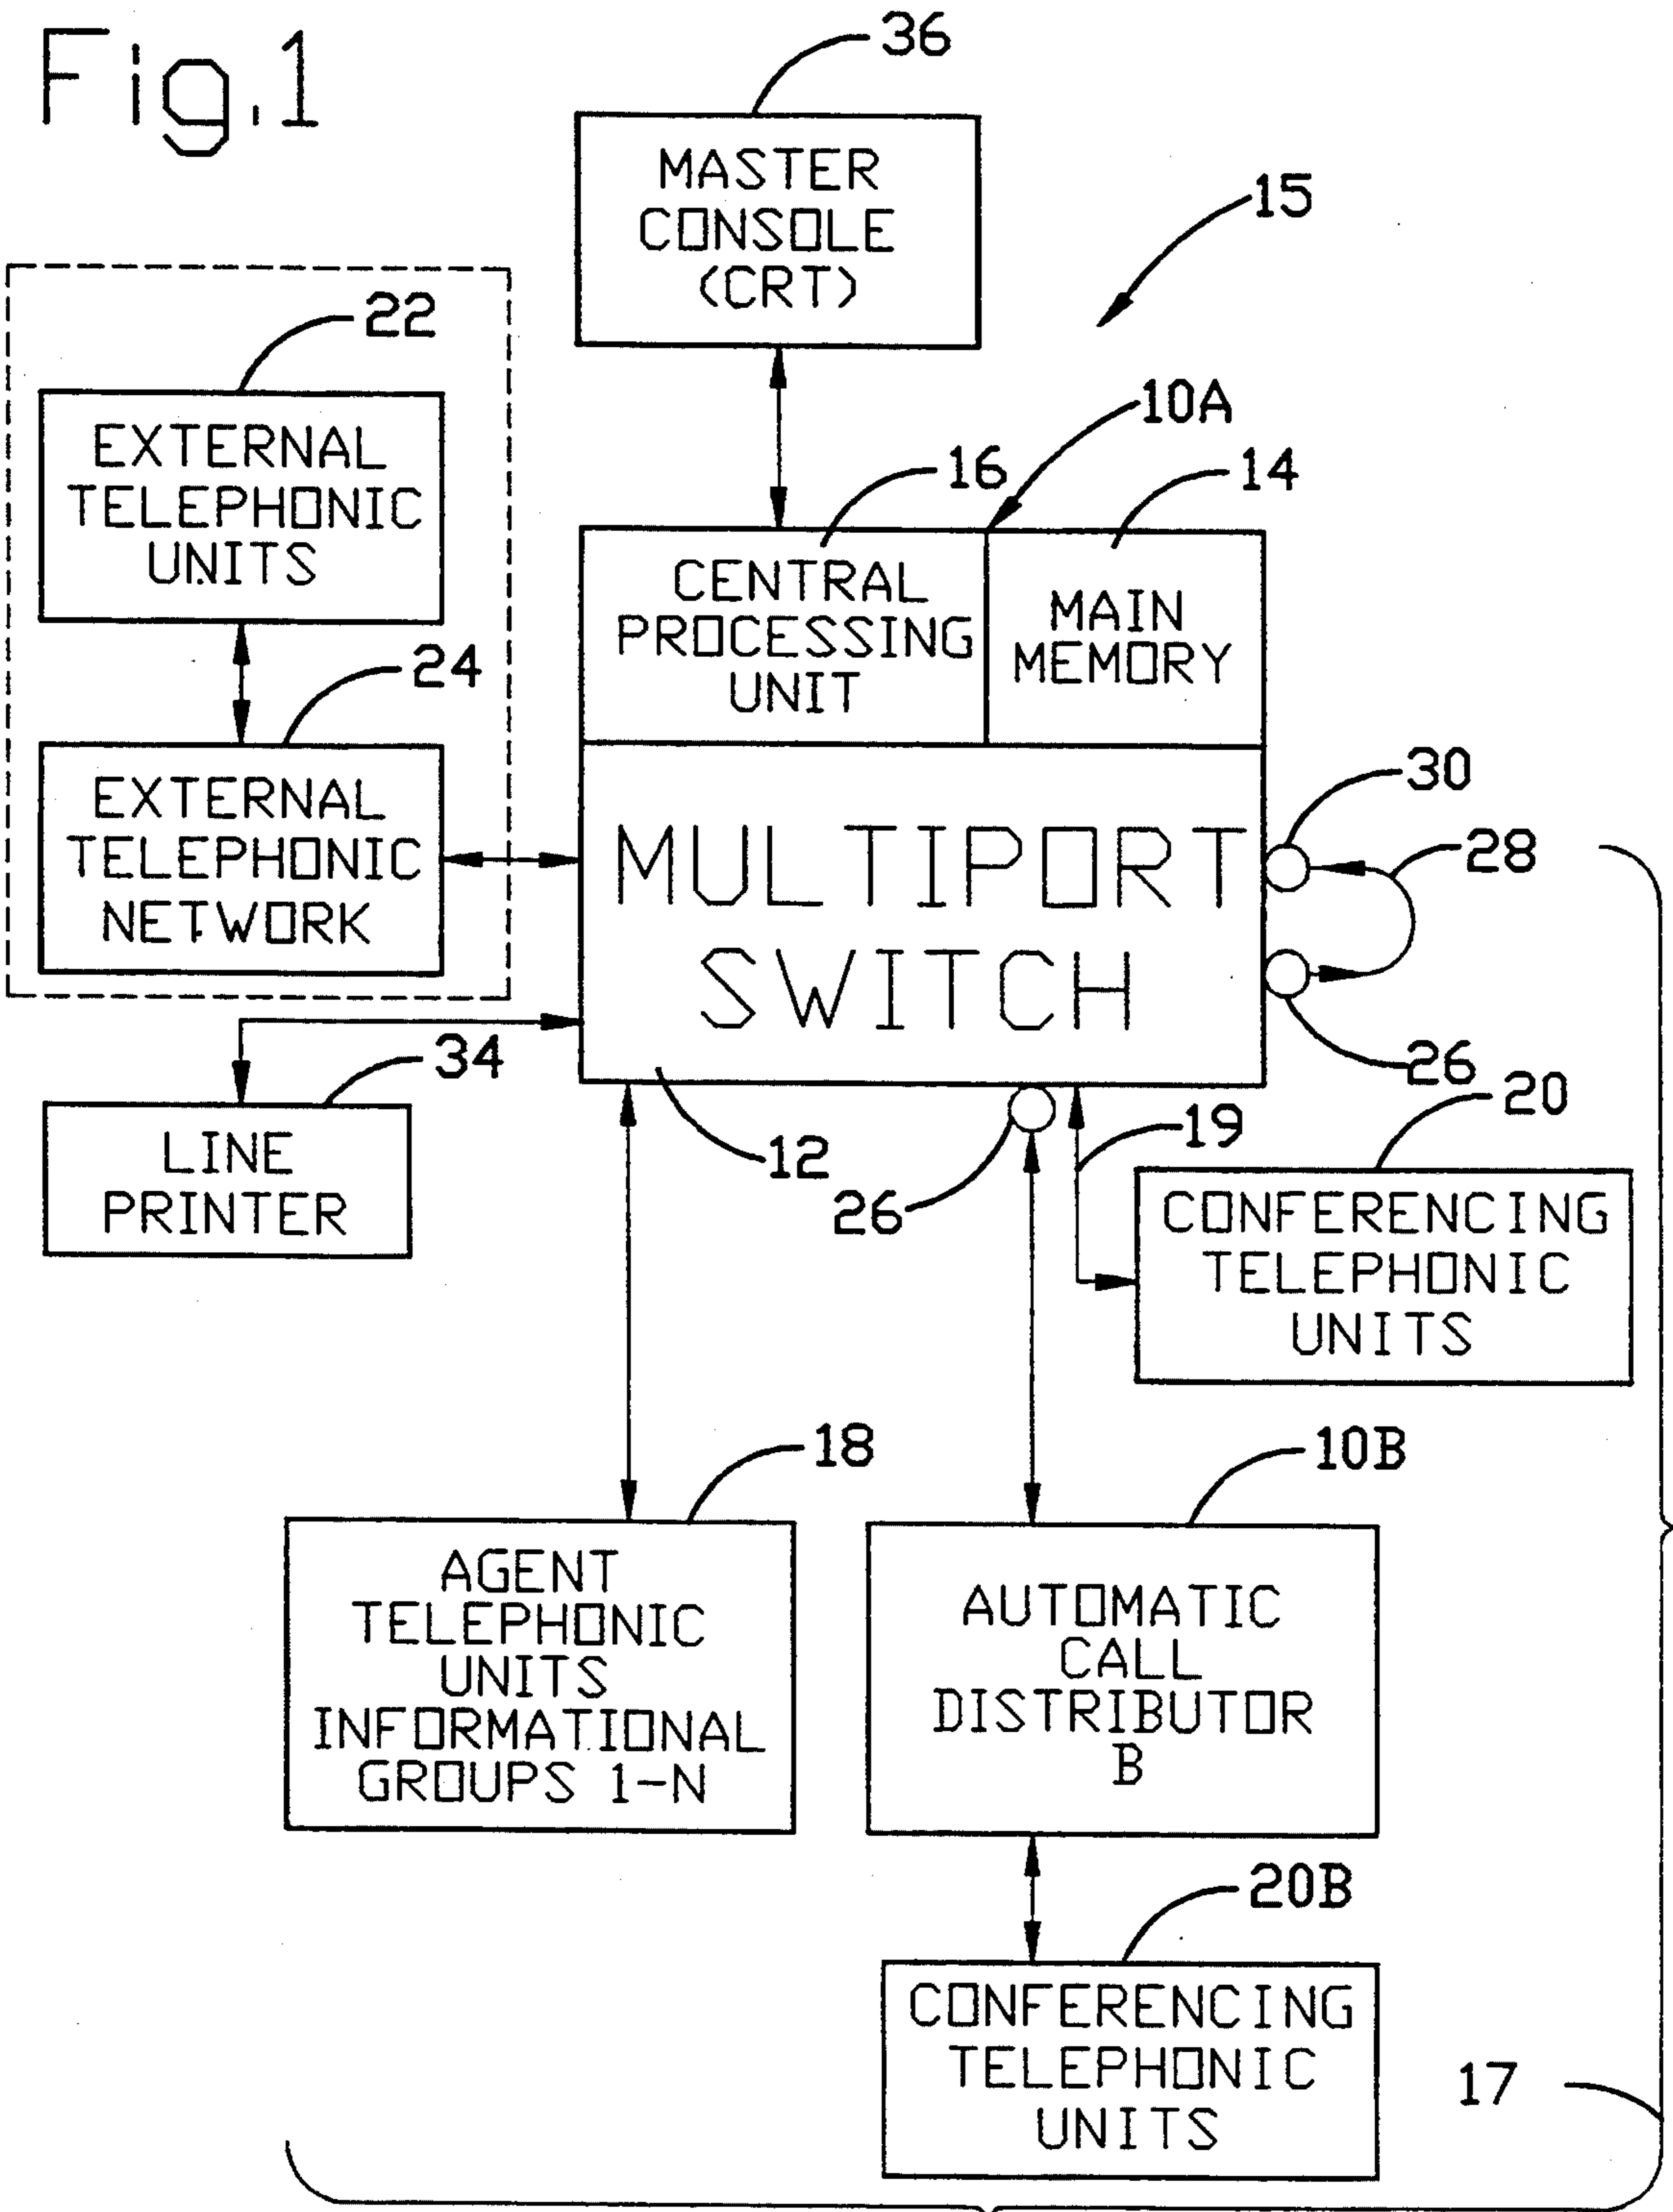 Fig.1
36
MASTER
CONSOLE
(CRT)
15
22
EXTERNAL
TELEPHONIC
UNITS
10A
16
14
CENTRAL
PROCESSING
UNIT
MAIN
MEMORY
24
EXTERNAL
TELEPHONIC
NETWORK
MULTIPORT
SWITCH
30
28
26
34
LINE
PRINTER
12
26
19
20
CONFERENCING
TELEPHONIC
UNITS
18
AGENT
TELEPHONIC
UNITS
INFORMATIONAL
GROUPS 1-N
10B
AUTOMATIC
CALL
DISTRIBUTOR
B
20B
CONFERENCING
TELEPHONIC
UNITS
17